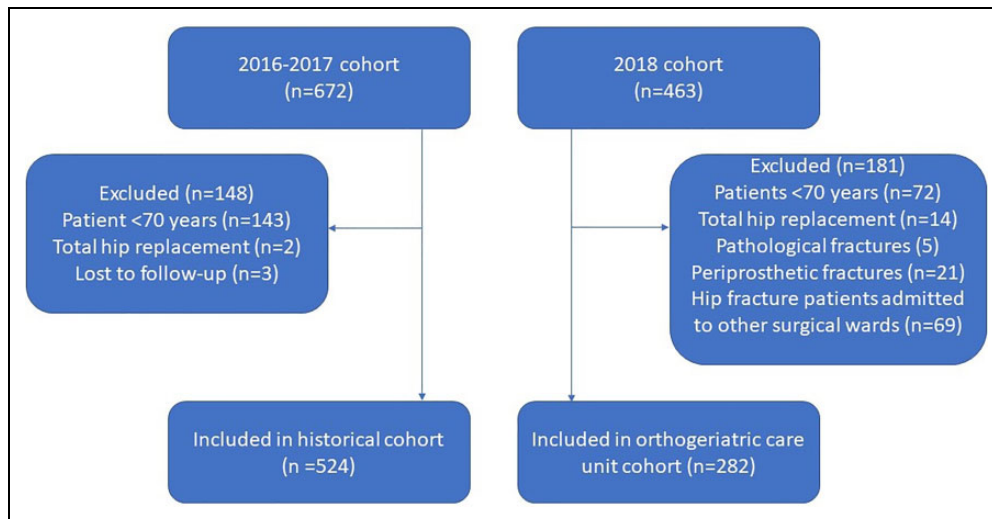 2016-2017 cohort
(n=672)
2018 cohort
(n=463)
Excluded (n=148)
Patient <70 years (n=143)
Total hip replacement (n=2)
Lost to follow-up (n=3)
Excluded (n=181)
Patients <70 years (n=72)
Total hip replacement (n=14)
Pathological fractures (5)
Periprosthetic fractures (n=21)
Hip fracture patients admitted
to other surgical wards (n=69)
Included in historical cohort
(n =524)
Included in orthogeriatric care
unit cohort (n=282)